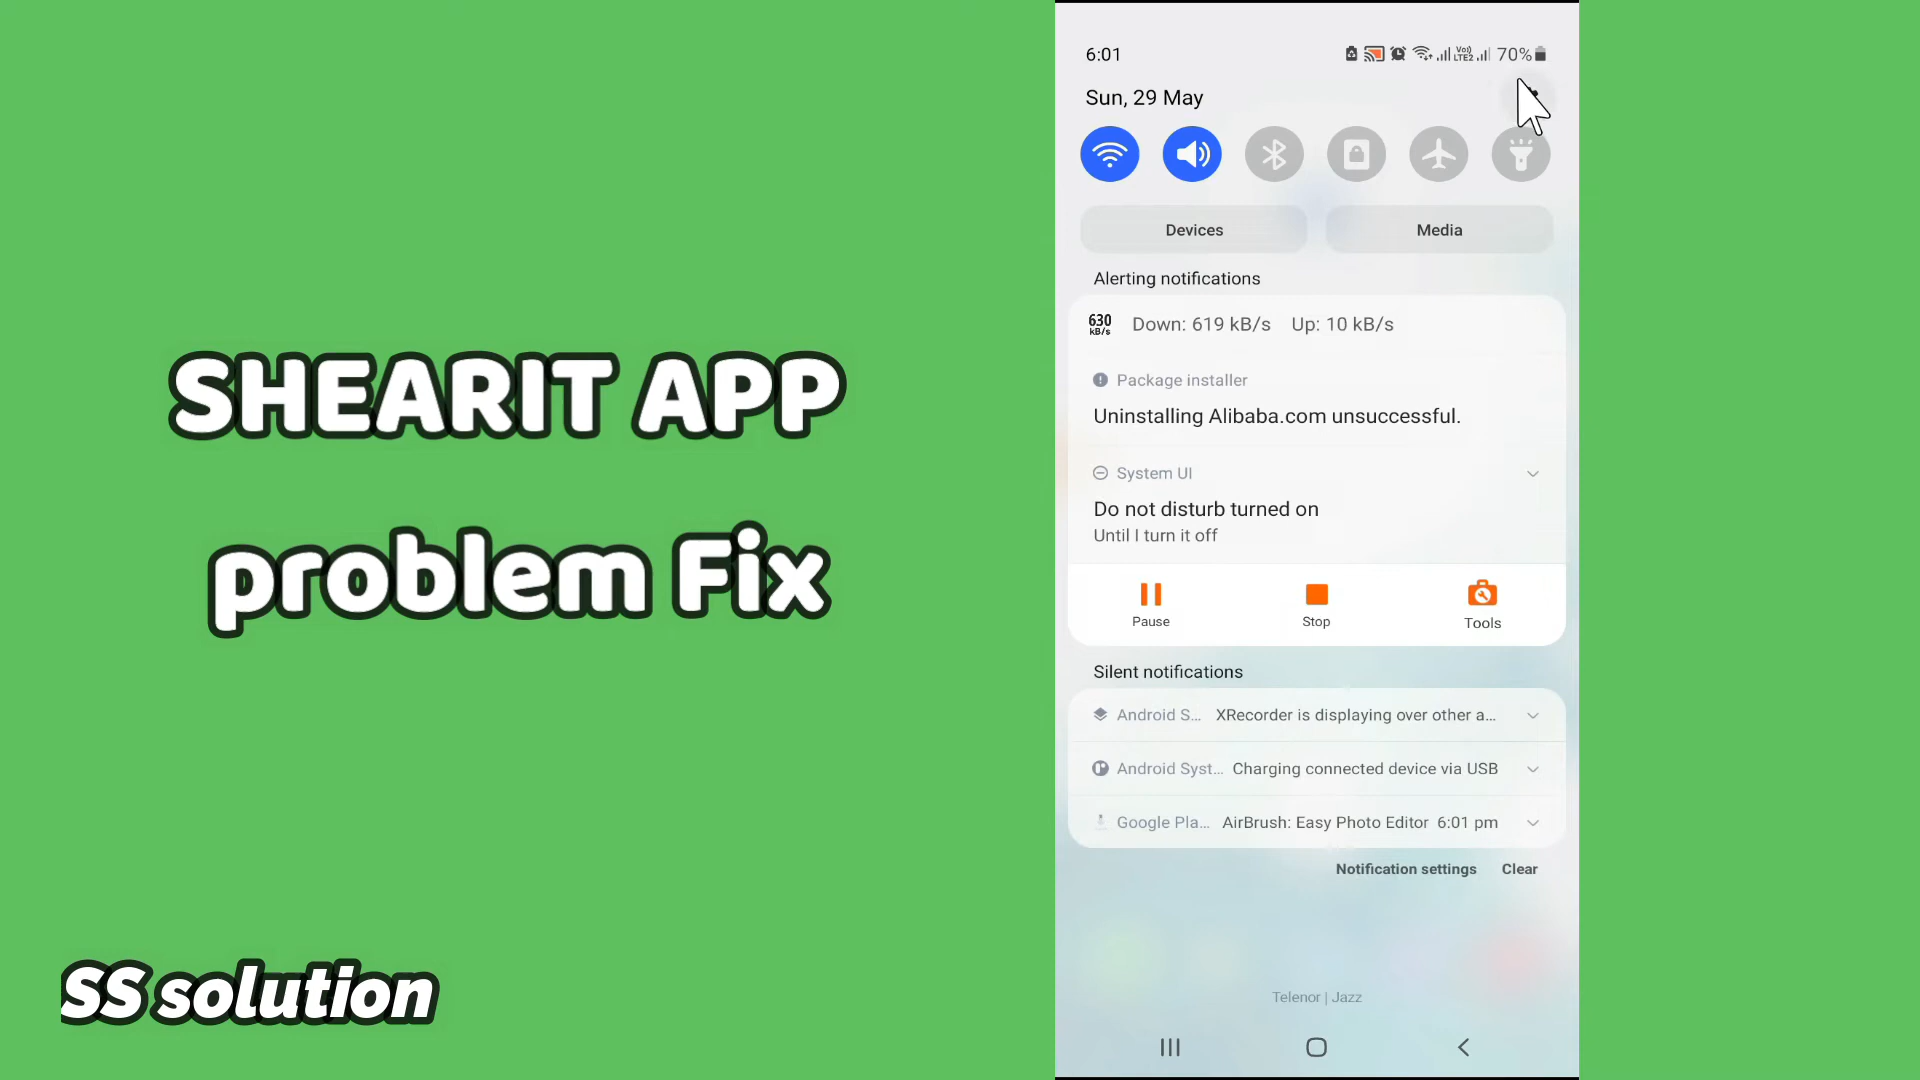 SHEARIT APP
problem Fix
SS solution
6:01
Vo)) LTE2 70%
Sun, 29 May
Devices
Media
Alerting notifications
630 kB/s
Down: 619 kB/s Up: 10 kB/s
Package installer
Uninstalling Alibaba.com unsuccessful.
System UI
Do not disturb turned on
Until I turn it off
Pause
Stop
Tools
Silent notifications
Android S... XRecorder is displaying over other a...
Android Syst... Charging connected device via USB
Google Pla... AirBrush: Easy Photo Editor 6:01 pm
Notification settings
Clear
Telenor | Jazz